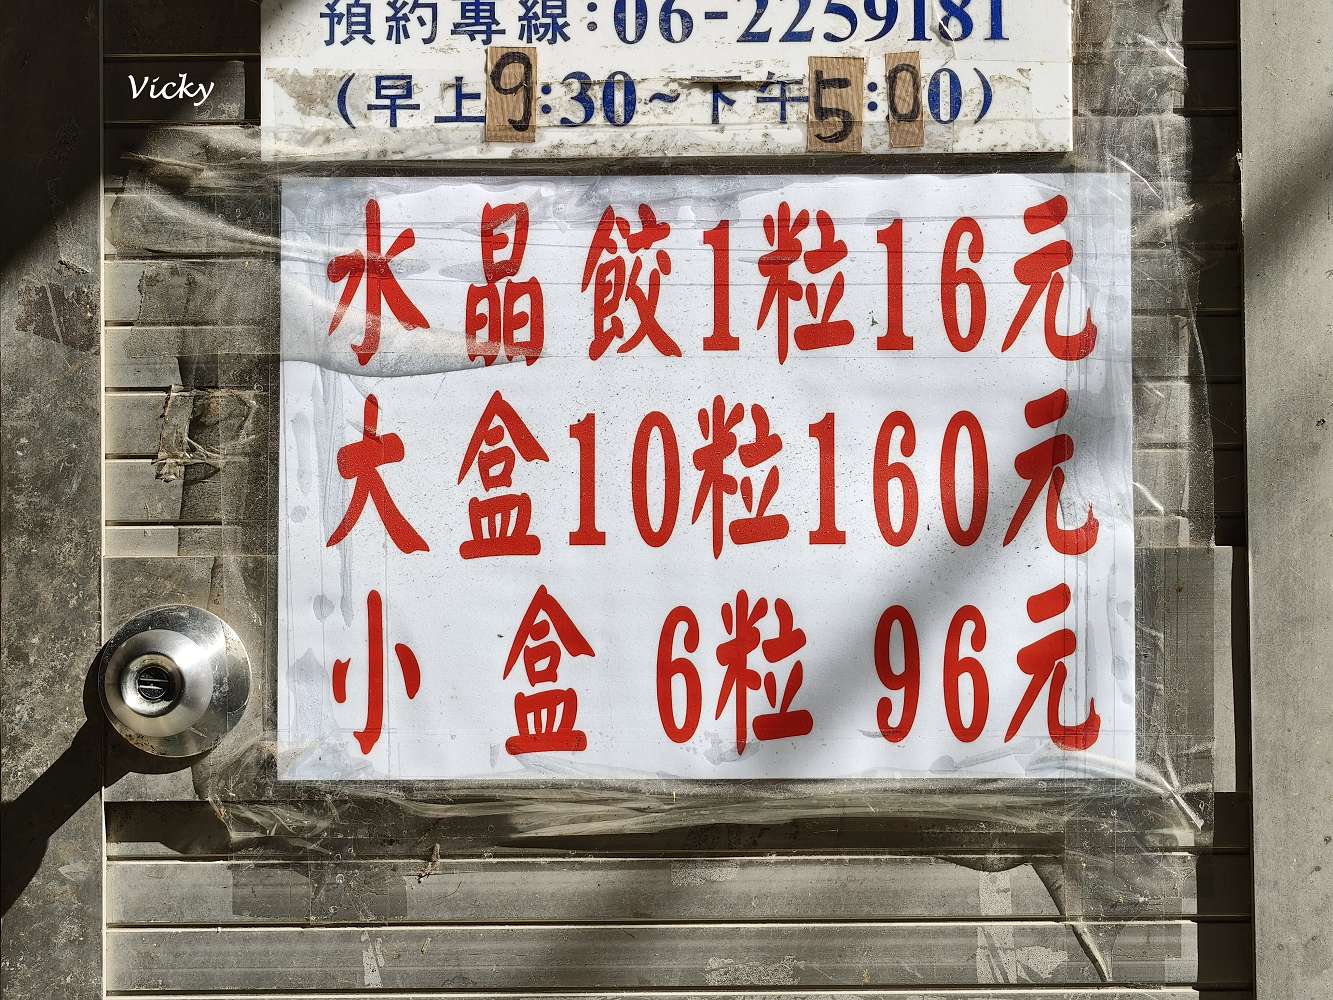 預約專線:06-2259181
Vicky
(早上9:30~下午5:00)
水晶餃1粒16元
大盒10粒160元
小盒 6粒 96元